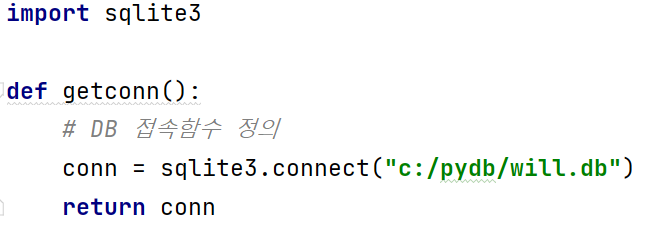 import sqlite3
def getconn():
# DB 접속함수 정의
conn = sqlite3.connect("c:/pydb/will.db")
return conn